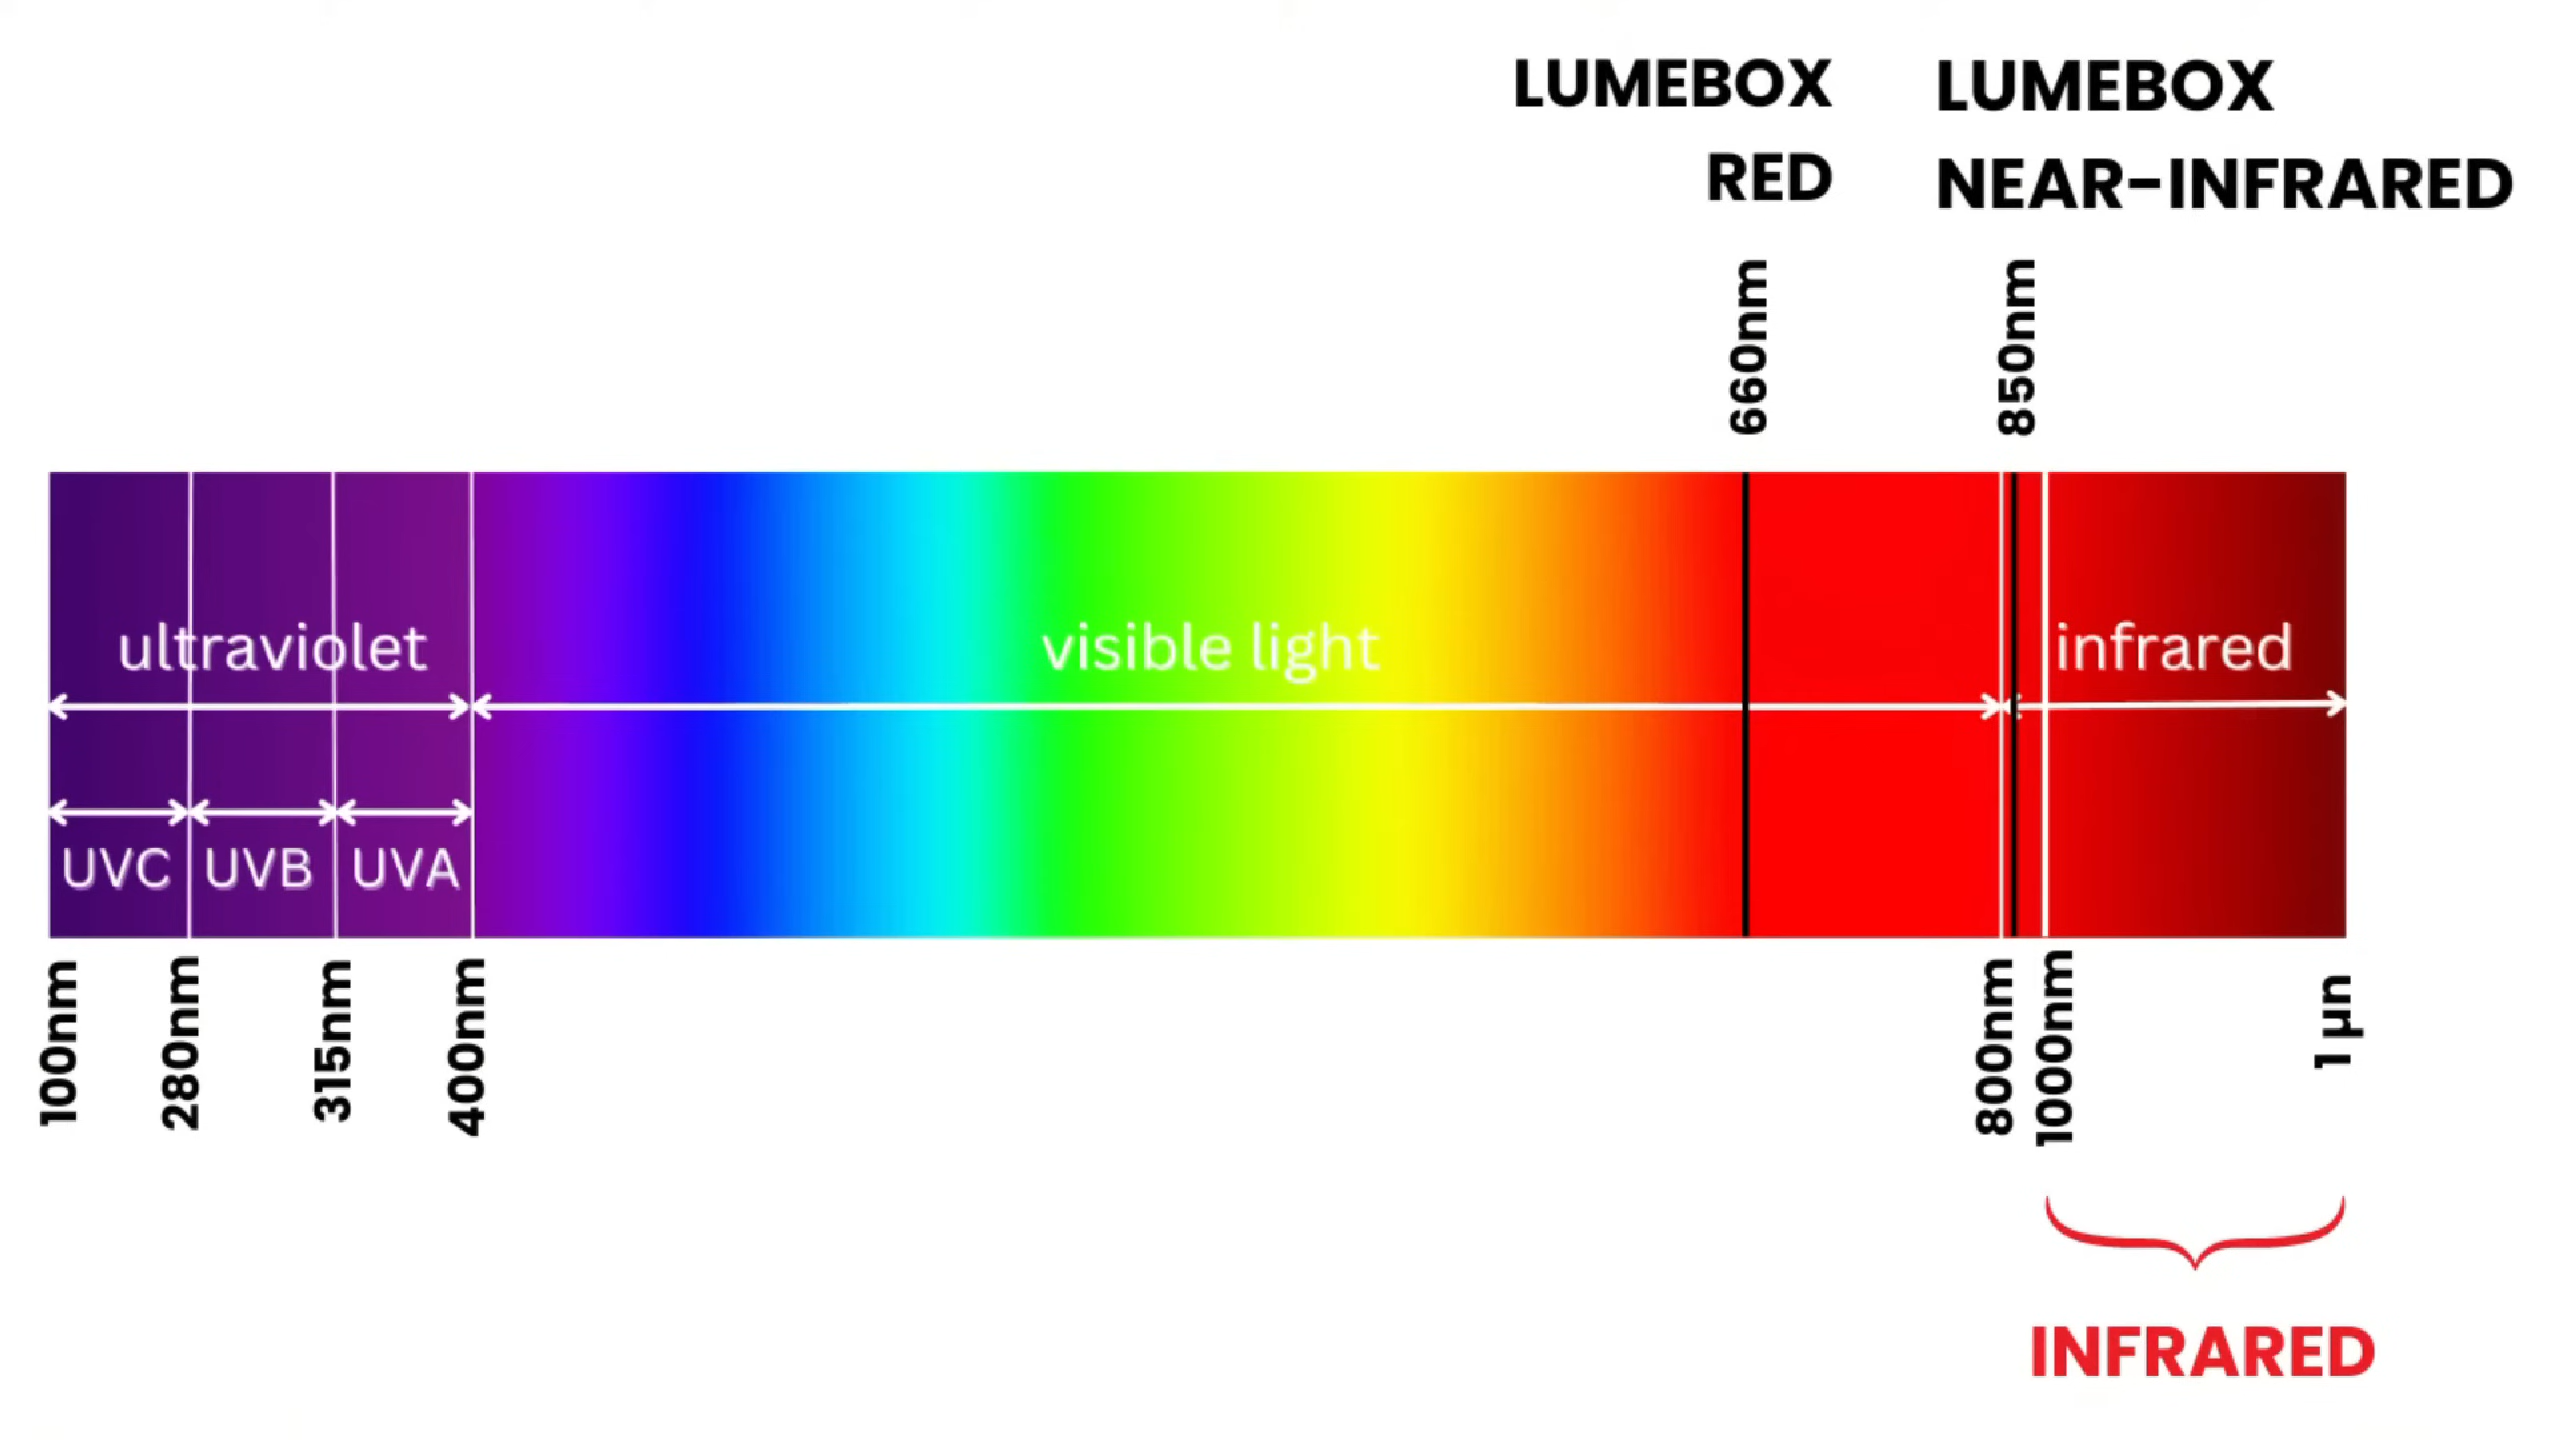 LUMEBOX
RED
LUMEBOX
NEAR-INFRARED
660nm
850nm
ultraviolet
visible light
infrared
UVC
UVB
UVA
100nm
280nm
315nm
400nm
800nm
1000nm
1 µn
INFRARED